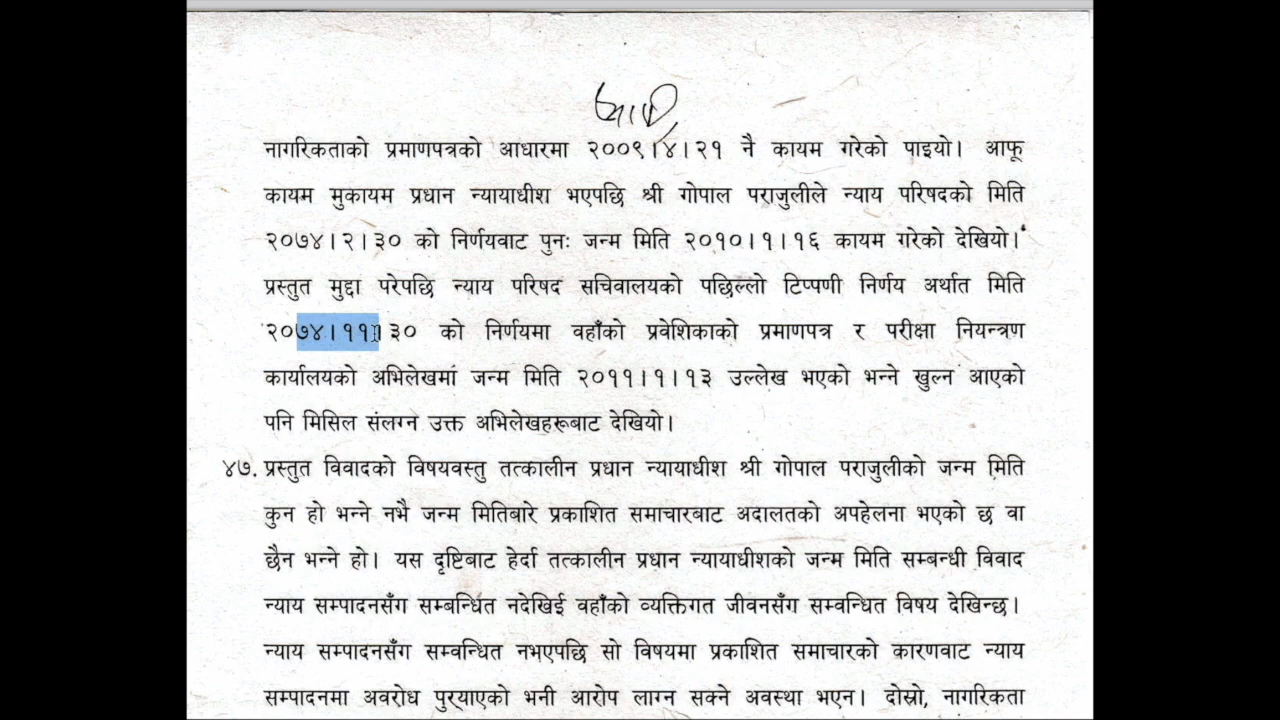 नागरिकताको प्रमाणपत्रको आधारमा २००९।४।२१ नै कायम गरेको पाइयो। आफू
कायम मुकायम प्रधान न्यायाधीश भएपछि श्री गोपाल पराजुलीले न्याय परिषदको मिति
२०७४।२।३० को निर्णयवाट पुनः जन्म मिति २०१०।१।१६ कायम गरेको देखियो।
प्रस्तुत मुद्दा परेपछि न्याय परिषद सचिवालयको पछिल्लो टिप्पणी निर्णय अर्थात मिति
२०७४।११।३० को निर्णयमा वहाँको प्रवेशिकाको प्रमाणपत्र र परीक्षा नियन्त्रण
कार्यालयको अभिलेखमां जन्म मिति २०११।१।१३ उल्लेख भएको भन्ने खुल्न आएको
पनि मिसिल संलग्न उक्त अभिलेखहरूबाट देखियो।
४७. प्रस्तुत विवादको विषयवस्तु तत्कालीन प्रधान न्यायाधीश श्री गोपाल पराजुलीको जन्म मिति
कुन हो भन्ने नभै जन्म मितिबारे प्रकाशित समाचारबाट अदालतको अपहेलना भएको छ वा
छैन भन्ने हो। यस दृष्टिबाट हेर्दा तत्कालीन प्रधान न्यायाधीशको जन्म मिति सम्बन्धी विवाद
न्याय सम्पादनसँग सम्बन्धित नदेखिई वहाँको व्यक्तिगत जीवनसँग सम्वन्धित विषय देखिन्छ।
न्याय सम्पादनसँग सम्वन्धित नभएपछि सो विषयमा प्रकाशित समाचारको कारणवाट न्याय
सम्पादनमा अवरोध पुर्‍याएको भनी आरोप लाग्न सक्ने अवस्था भएन। दोस्रो, नागरिकता